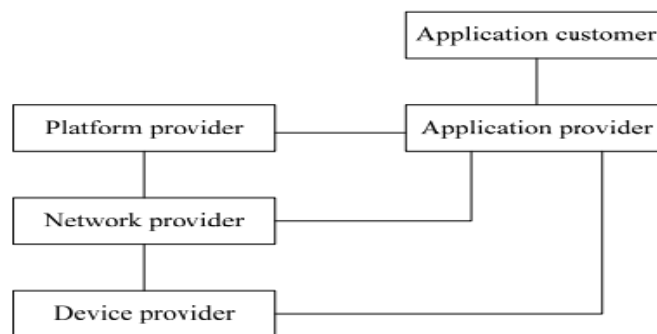 Application customer
Platform provider
Application provider
Network provider
Device provider